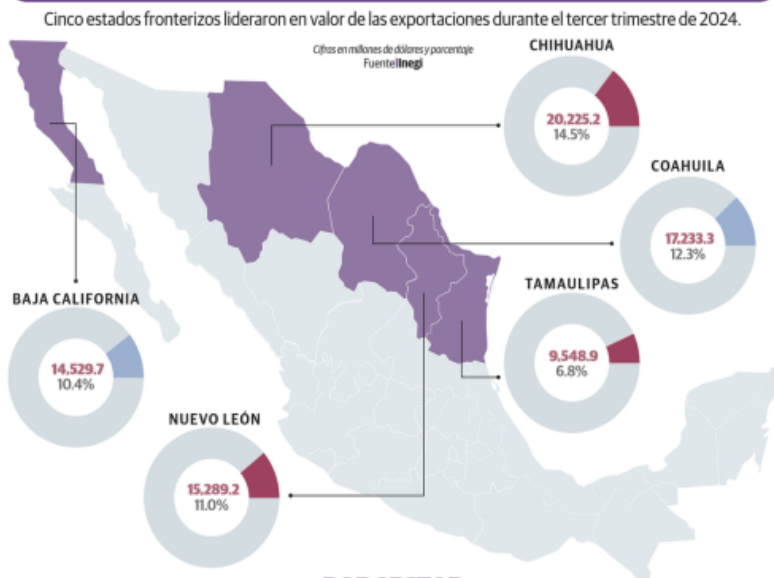 Cinco estados fronterizos lideraron en valor de las exportaciones durante el tercer trimestre de 2024.
Cifras en millones de dólares y porcentaje
Fuente|Inegi
CHIHUAHUA
20,225.2
14.5%
COAHUILA
17,233.3
12.3%
TAMAULIPAS
9,548.9
6.8%
BAJA CALIFORNIA
14,529.7
10.4%
NUEVO LEÓN
15,289.2
11.0%